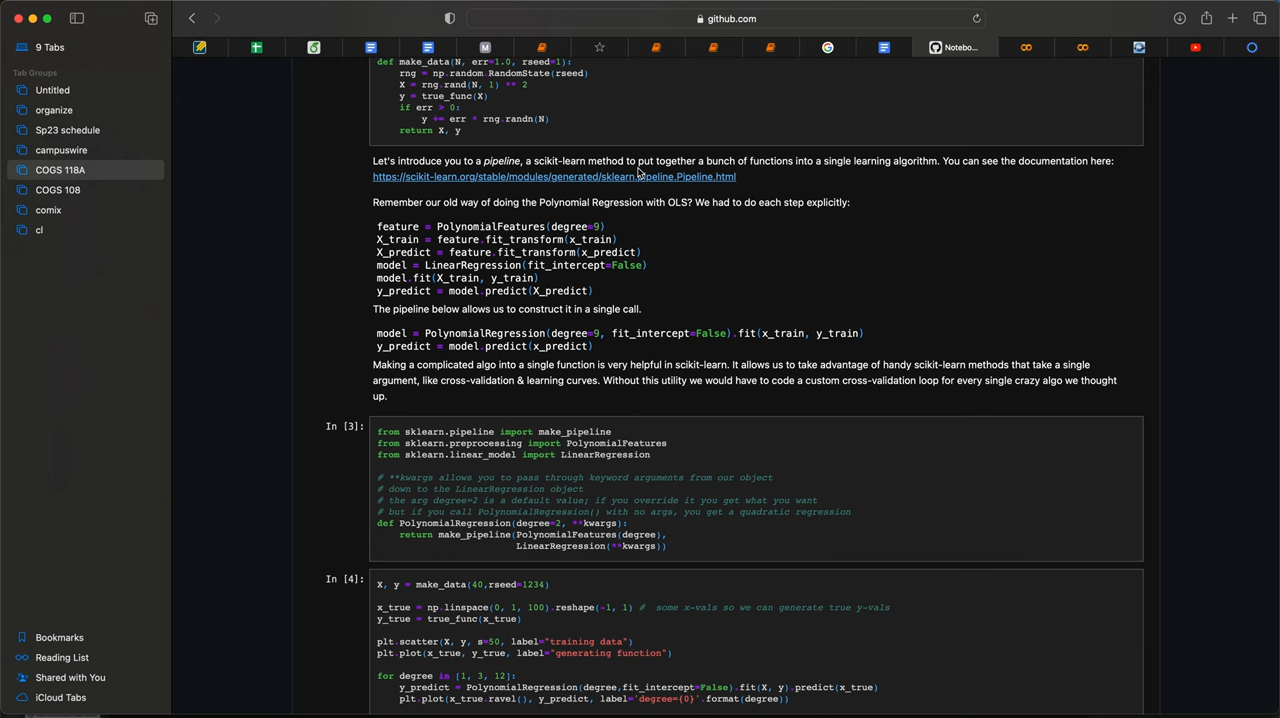 github.com
9 Tabs
Notebo...
Tab Groups
Untitled
organize
Sp23 schedule
campuswire
COGS 118A
COGS 108
comix
cl
Bookmarks
Reading List
Shared with You
iCloud Tabs
def make_data(N, err=1.0, rseed=1):
rng = np.random.RandomState(rseed)
X = rng.rand(N, 1) ** 2
y = true_func(X)
if err > 0:
y += err * rng.randn(N)
return X, y
Let's introduce you to a pipeline, a scikit-learn method to put together a bunch of functions into a single learning algorithm. You can see the documentation here:
https://scikit-learn.org/stable/modules/generated/sklearn.pipeline.Pipeline.html
Remember our old way of doing the Polynomial Regression with OLS? We had to do each step explicitly:
feature = PolynomialFeatures(degree=9)
X_train = feature.fit_transform(x_train)
X_predict = feature.fit_transform(x_predict)
model = LinearRegression(fit_intercept=False)
model.fit(X_train, y_train)
y_predict = model.predict(X_predict)
The pipeline below allows us to construct it in a single call.
model = PolynomialRegression(degree=9, fit_intercept=False).fit(x_train, y_train)
y_predict = model.predict(x_predict)
Making a complicated algo into a single function is very helpful in scikit-learn. It allows us to take advantage of handy scikit-learn methods that take a single
argument, like cross-validation & learning curves. Without this utility we would have to code a custom cross-validation loop for every single crazy algo we thought
up.
In [3]:
from sklearn.pipeline import make_pipeline
from sklearn.preprocessing import PolynomialFeatures
from sklearn.linear_model import LinearRegression
# **kwargs allows you to pass through keyword arguments from our object
# down to the LinearRegression object
# the arg degree=2 is a default value; if you override it you get what you want
# but if you call PolynomialRegression() with no args, you get a quadratic regression
def PolynomialRegression(degree=2, **kwargs):
return make_pipeline(PolynomialFeatures(degree),
LinearRegression(**kwargs))
In [4]:
X, y = make_data(40,rseed=1234)
x_true = np.linspace(0, 1, 100).reshape(-1, 1) # some x-vals so we can generate true y-vals
y_true = true_func(x_true)
plt.scatter(X, y, s=50, label="training data")
plt.plot(x_true, y_true, label="generating function")
for degree in [1, 3, 12]:
y_predict = PolynomialRegression(degree,fit_intercept=False).fit(X, y).predict(x_true)
plt.plot(x_true.ravel(), y_predict, label='degree={0}'.format(degree))